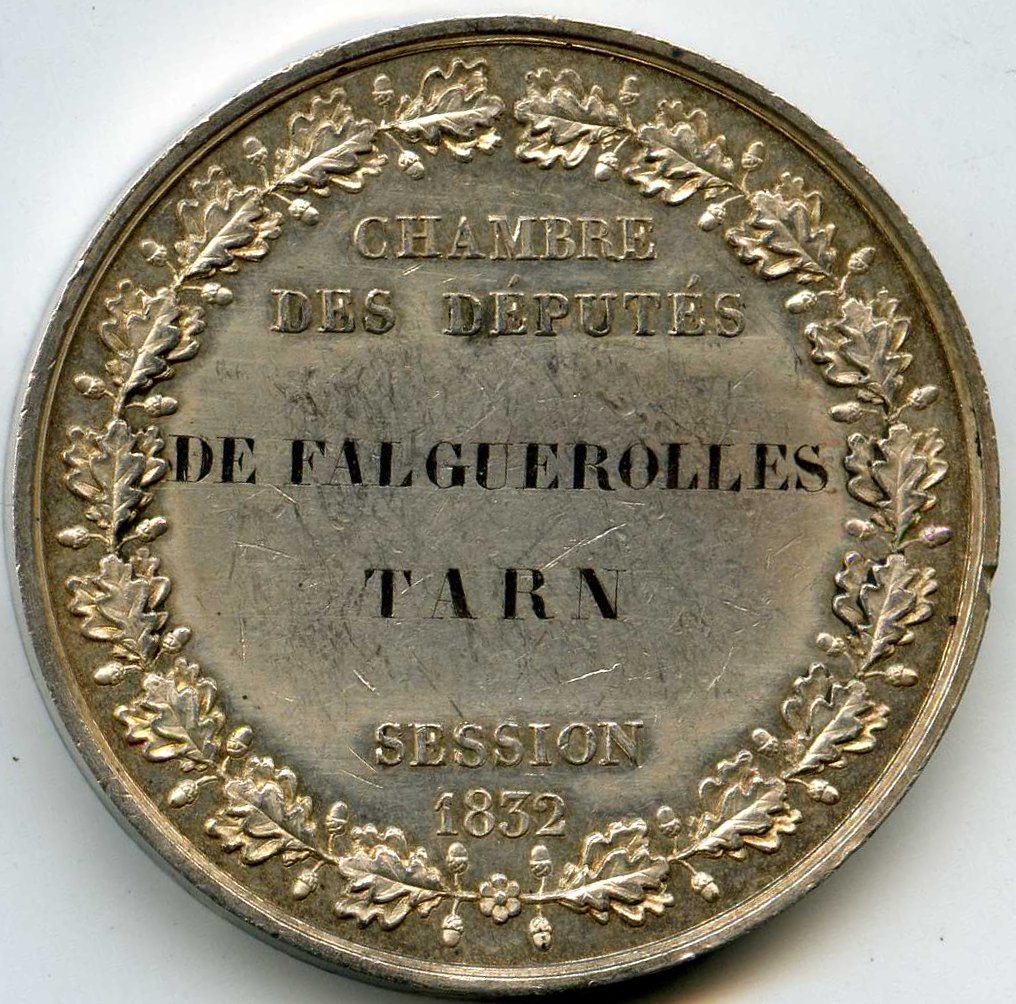 CHAMBRE
DES DÉPUTÉS
DE FALGUEROLLES
TARN
SESSION
1832